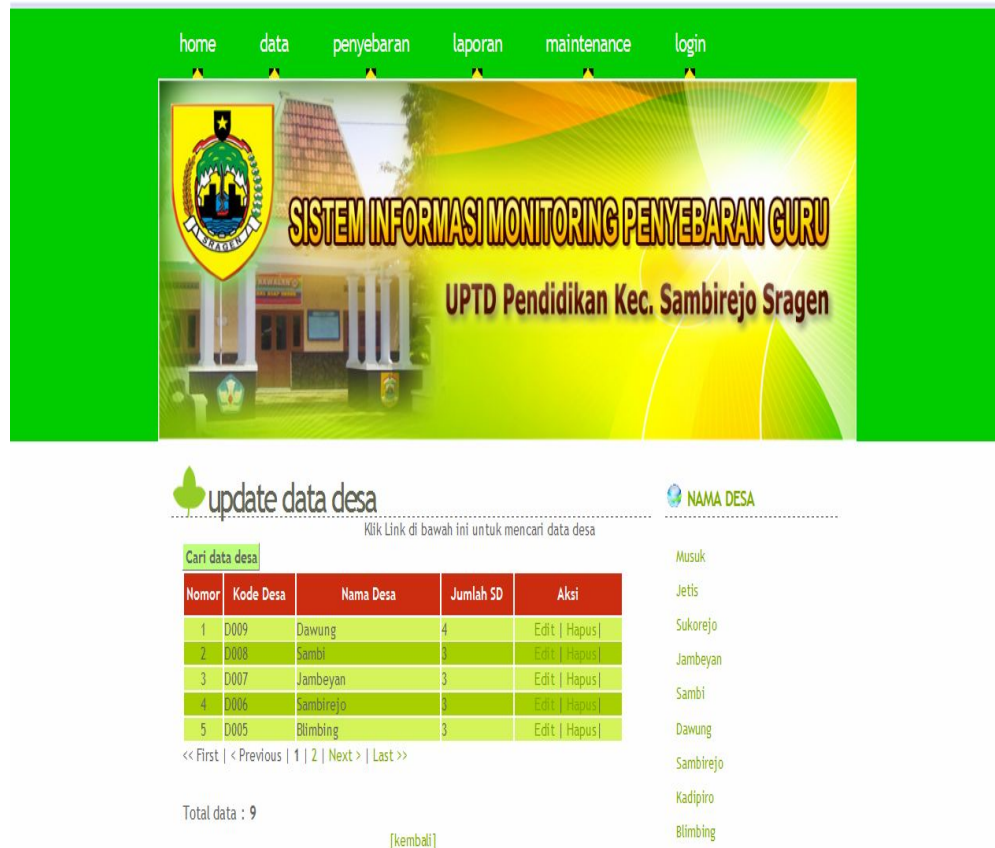 home data penyebaran laporan maintenance login
SRAGEN
SISTEM INFORMASI MONITORING PENYEBARAN GURU
UPTD Pendidikan Kec. Sambirejo Sragen
update data desa
Klik Link di bawah ini untuk mencari data desa
Cari data desa
Nomor Kode Desa Nama Desa Jumlah SD Aksi
1 D009 Dawung 4 Edit | Hapus|
2 D008 Sambi 3 Edit | Hapus|
3 D007 Jambeyan 3 Edit | Hapus|
4 D006 Sambirejo 3 Edit | Hapus|
5 D005 Blimbing 3 Edit | Hapus|
<< First | < Previous | 1 | 2 | Next > | Last >>
Total data : 9
[kembali]
NAMA DESA
Musuk
Jetis
Sukorejo
Jambeyan
Sambi
Dawung
Sambirejo
Kadipiro
Blimbing